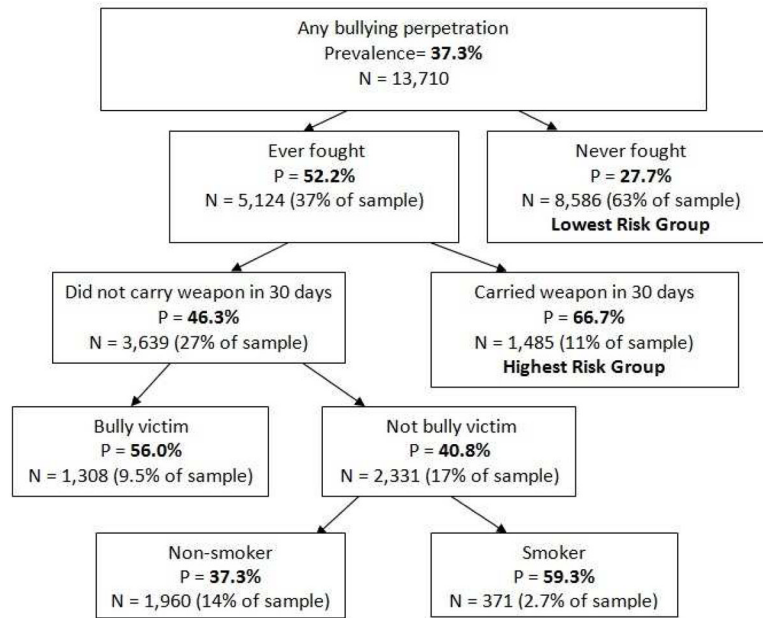 Any bullying perpetration
Prevalence= 37.3%
N = 13,710
Ever fought
P = 52.2%
N = 5,124 (37% of sample)
Never fought
P = 27.7%
N = 8,586 (63% of sample)
Lowest Risk Group
Did not carry weapon in 30 days
P = 46.3%
N = 3,639 (27% of sample)
Carried weapon in 30 days
P = 66.7%
N = 1,485 (11% of sample)
Highest Risk Group
Bully victim
P = 56.0%
N = 1,308 (9.5% of sample)
Not bully victim
P = 40.8%
N = 2,331 (17% of sample)
Non-smoker
P = 37.3%
N = 1,960 (14% of sample)
Smoker
P = 59.3%
N = 371 (2.7% of sample)